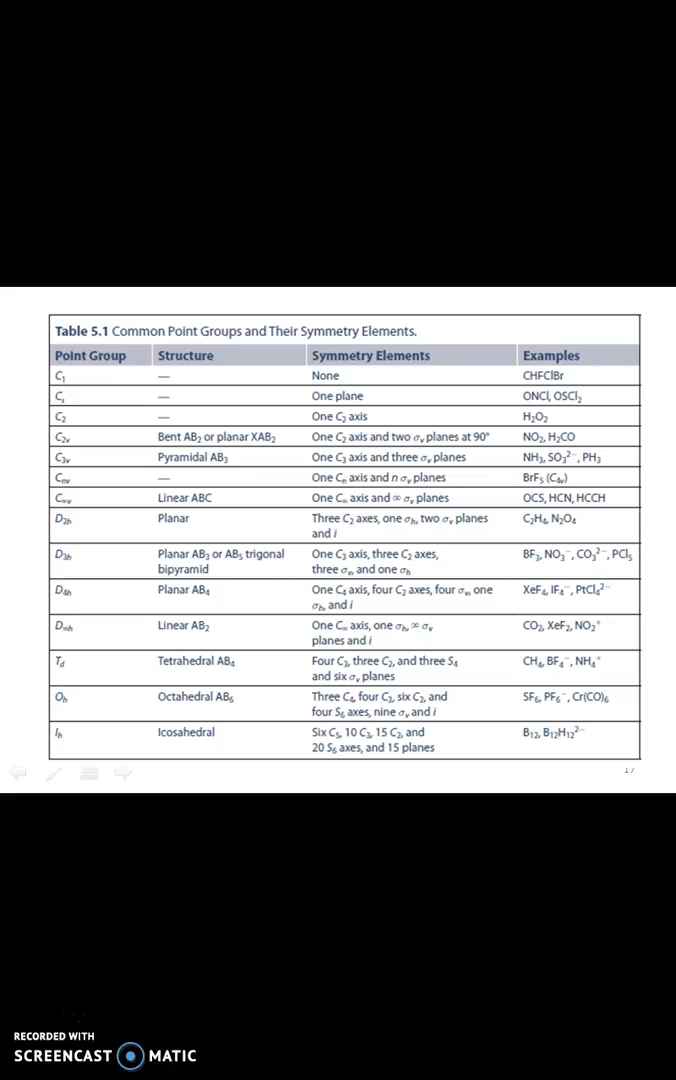 Table 5.1 Common Point Groups and Their Symmetry Elements.
Point Group Structure Symmetry Elements Examples
C₁ — None CHFClBr
Cₛ — One plane ONCl, OSCl₂
C₂ — One C₂ axis H₂O₂
C₂ᵥ Bent AB₂ or planar XAB₂ One C₂ axis and two σᵥ planes at 90° NO₂, H₂CO
C₃ᵥ Pyramidal AB₃ One C₃ axis and three σᵥ planes NH₃, SO₃²⁻, PH₃
Cₙᵥ — One Cₙ axis and n σᵥ planes BrF₅ (C₄ᵥ)
C∞ᵥ Linear ABC One C∞ axis and ∞ σᵥ planes OCS, HCN, HCCH
D₂ₕ Planar Three C₂ axes, one σₕ, two σᵥ planes C₂H₄, N₂O₄
and i
D₃ₕ Planar AB₃ or AB₅ trigonal One C₃ axis, three C₂ axes, BF₃, NO₃⁻, CO₃²⁻, PCl₅
bipyramid three σᵥ, and one σₕ
D₄ₕ Planar AB₄ One C₄ axis, four C₂ axes, four σᵥ, one XeF₄, IF₄⁻, PtCl₄²⁻
σₕ, and i
D∞ₕ Linear AB₂ One C∞ axis, one σₕ, ∞ σᵥ CO₂, XeF₂, NO₂⁺
planes and i
T_d Tetrahedral AB₄ Four C₃, three C₂, and three S₄ CH₄, BF₄⁻, NH₄⁺
and six σᵥ planes
Oₕ Octahedral AB₆ Three C₄, four C₃, six C₂, and SF₆, PF₆⁻, Cr(CO)₆
four S₆ axes, nine σᵥ and i
Iₕ Icosahedral Six C₅, 10 C₃, 15 C₂, and B₁₂, B₁₂H₁₂²⁻
20 S₆ axes, and 15 planes
17
RECORDED WITH
SCREENCAST MATIC